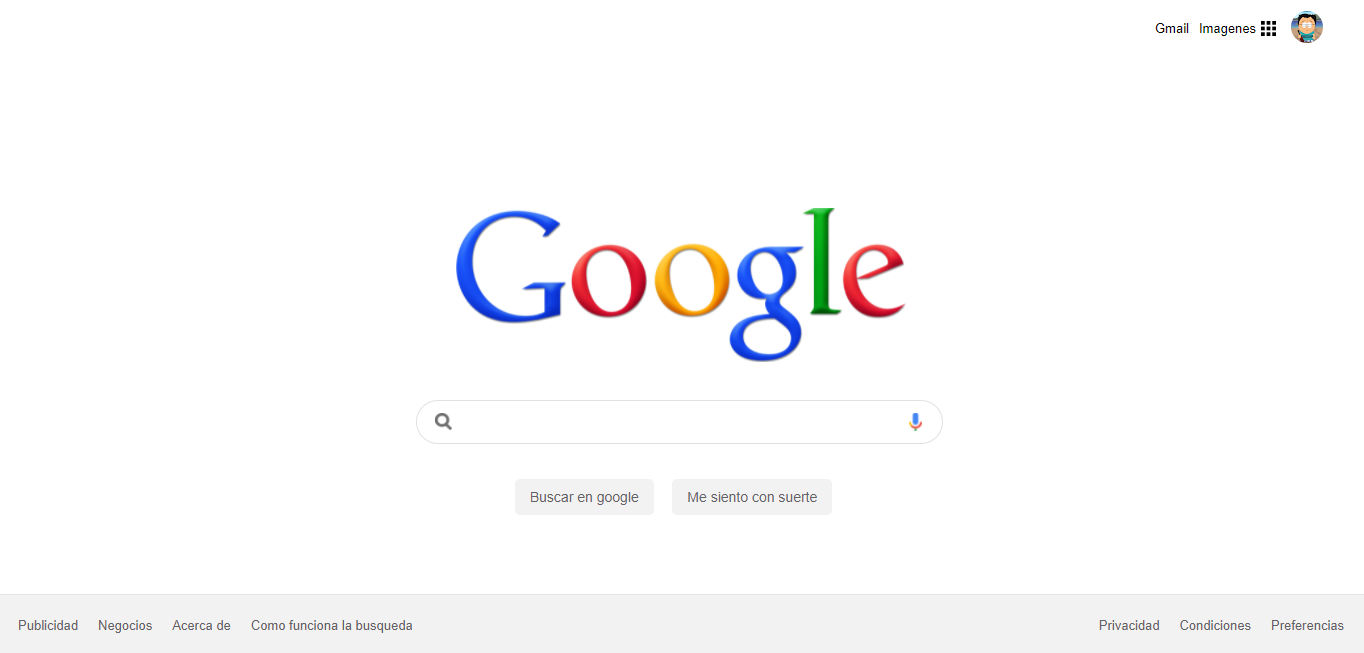 Gmail Imagenes
Google
Buscar en google Me siento con suerte
Publicidad Negocios Acerca de Como funciona la busqueda Privacidad Condiciones Preferencias